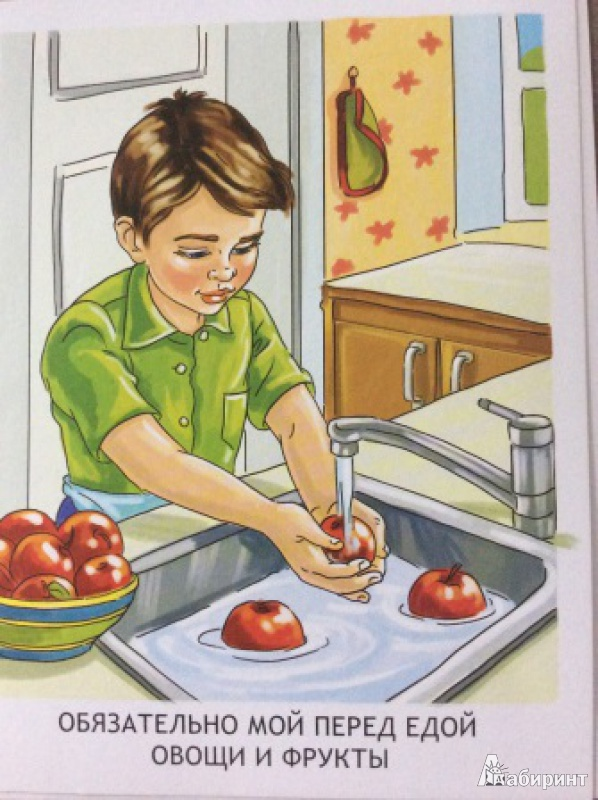 ОБЯЗАТЕЛЬНО МОЙ ПЕРЕД ЕДОЙ
ОВОЩИ И ФРУКТЫ
Лабиринт